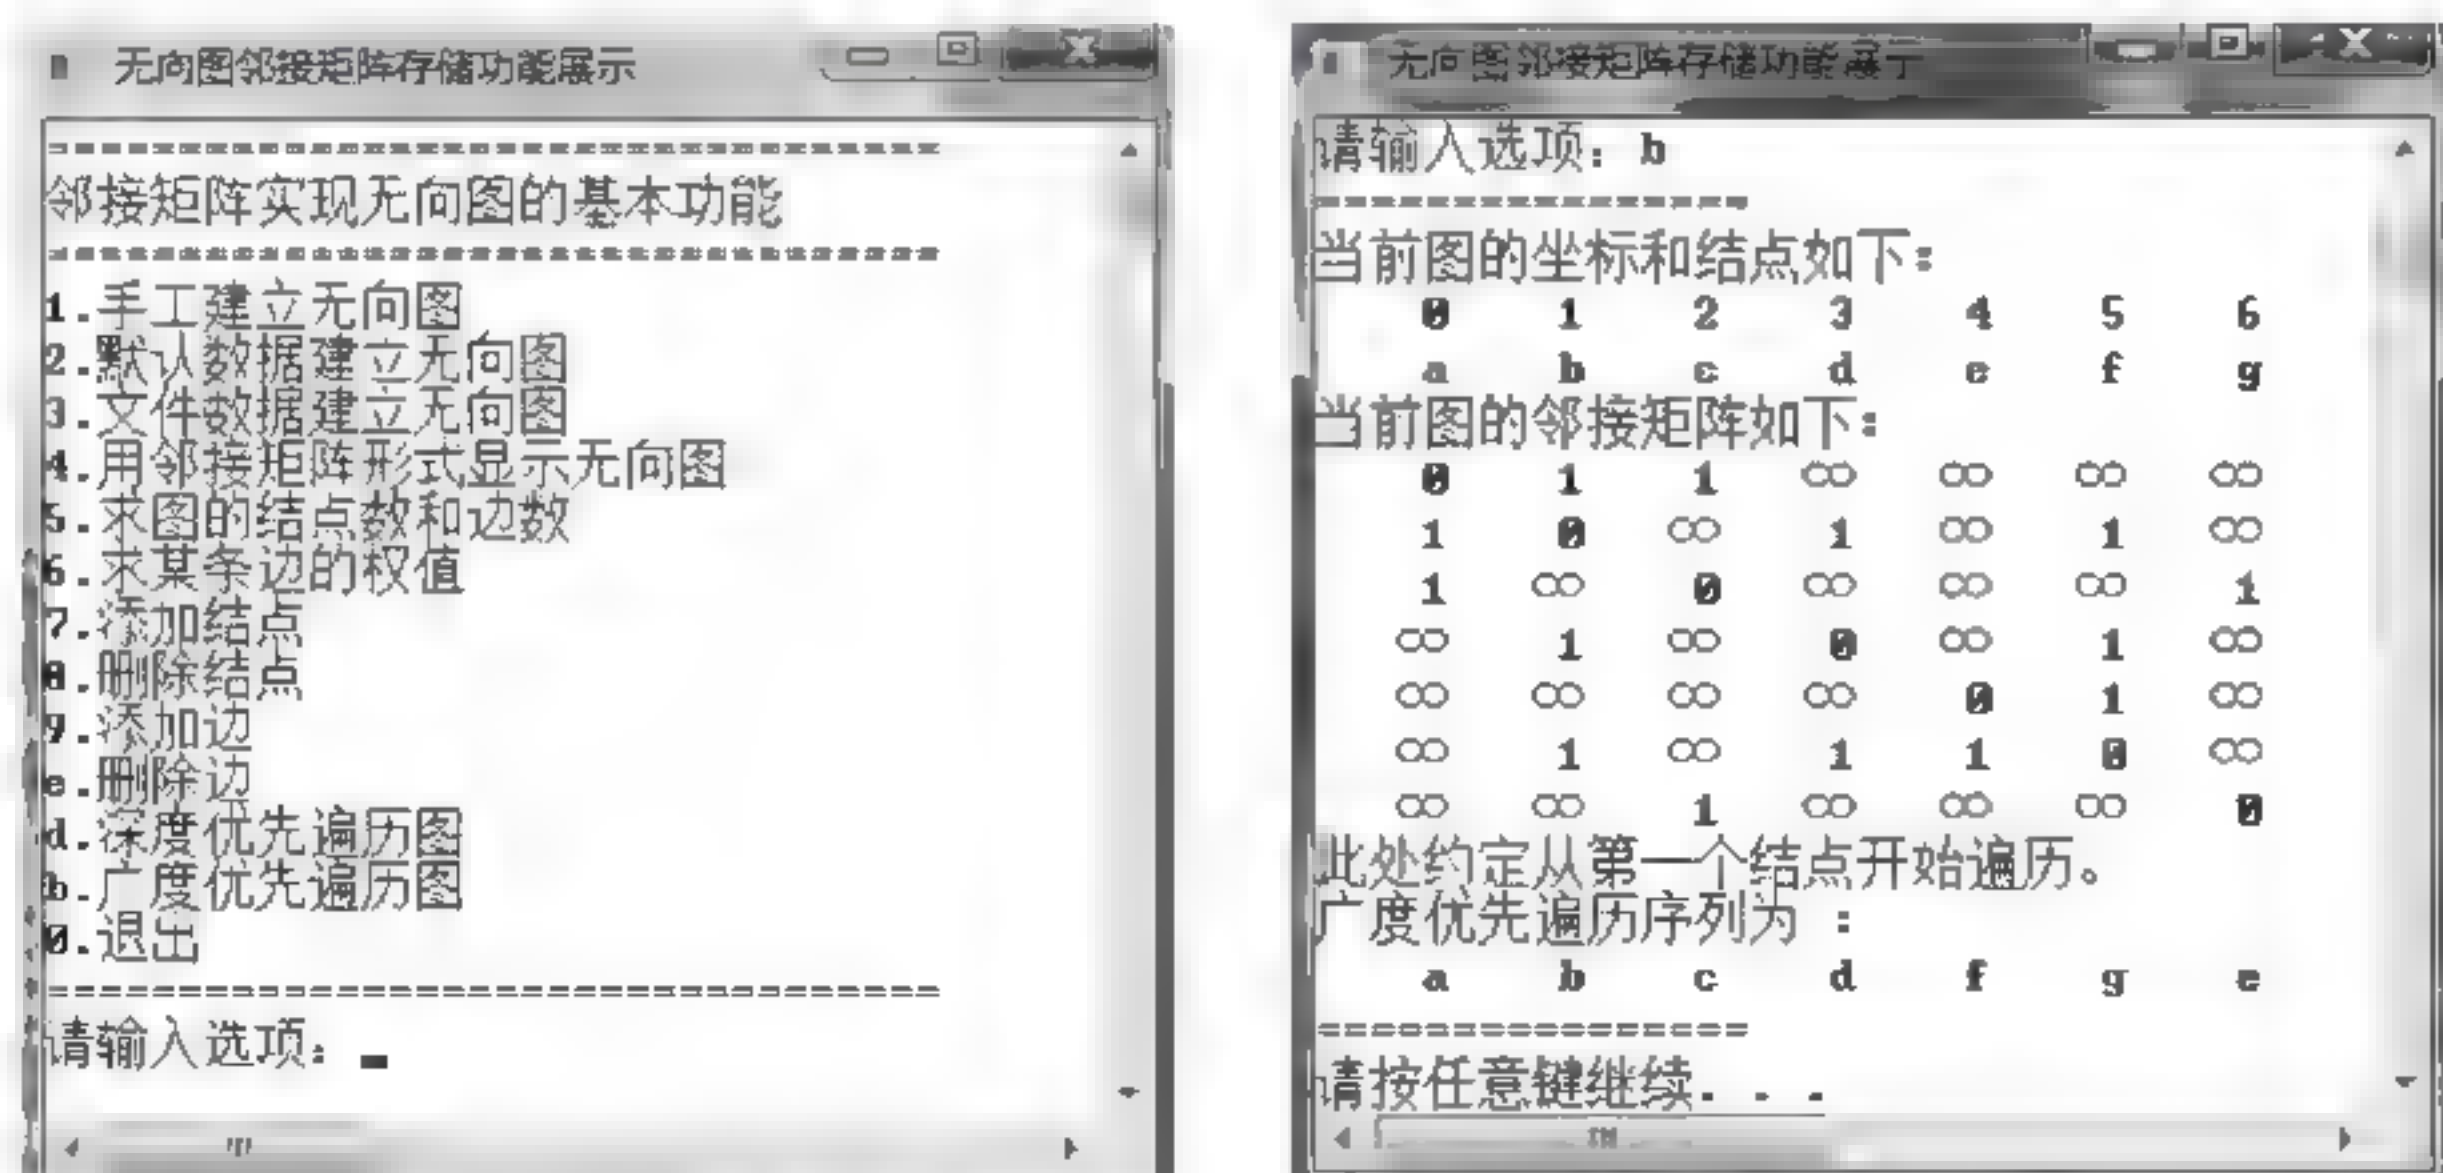 无向图邻接矩阵存储功能展示
===================================
邻接矩阵实现无向图的基本功能
===================================
1.手工建立无向图
2.默认数据建立无向图
3.文件数据建立无向图
4.用邻接矩阵形式显示无向图
5.求图的结点数和边数
6.求某条边的权值
7.添加结点
8.删除结点
9.添加边
e.删除边
d.深度优先遍历图
b.广度优先遍历图
0.退出
===================================
请输入选项:
无向图邻接矩阵存储功能展示
请输入选项: b
================
当前图的坐标和结点如下:
0 1 2 3 4 5 6
a b c d e f g
当前图的邻接矩阵如下:
0 1 1 ∞ ∞ ∞ ∞
1 0 ∞ 1 ∞ 1 ∞
1 ∞ 0 ∞ ∞ ∞ 1
∞ 1 ∞ 0 ∞ 1 ∞
∞ ∞ ∞ ∞ 0 1 ∞
∞ 1 ∞ 1 1 0 ∞
∞ ∞ 1 ∞ ∞ ∞ 0
此处约定从第一个结点开始遍历。
广度优先遍历序列为 :
a b c d f g e
================
请按任意键继续. . .